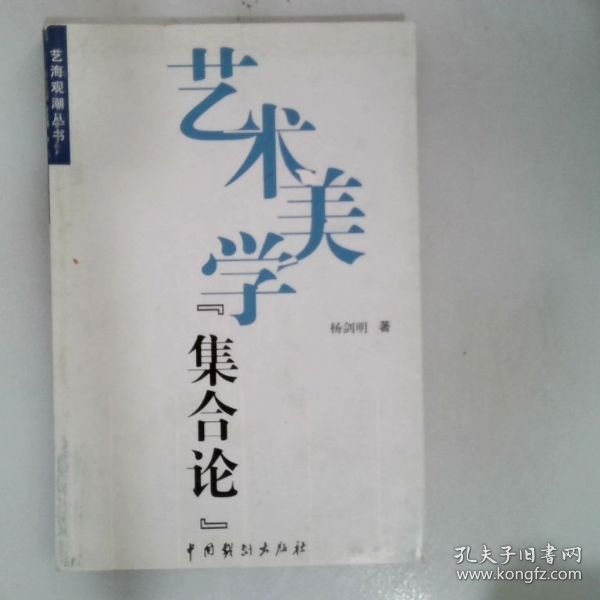 艺海观潮丛书
艺术美学
『集合论』
杨剑明 著
中国戏剧出版社
孔夫子旧书网
www.kongfz.com